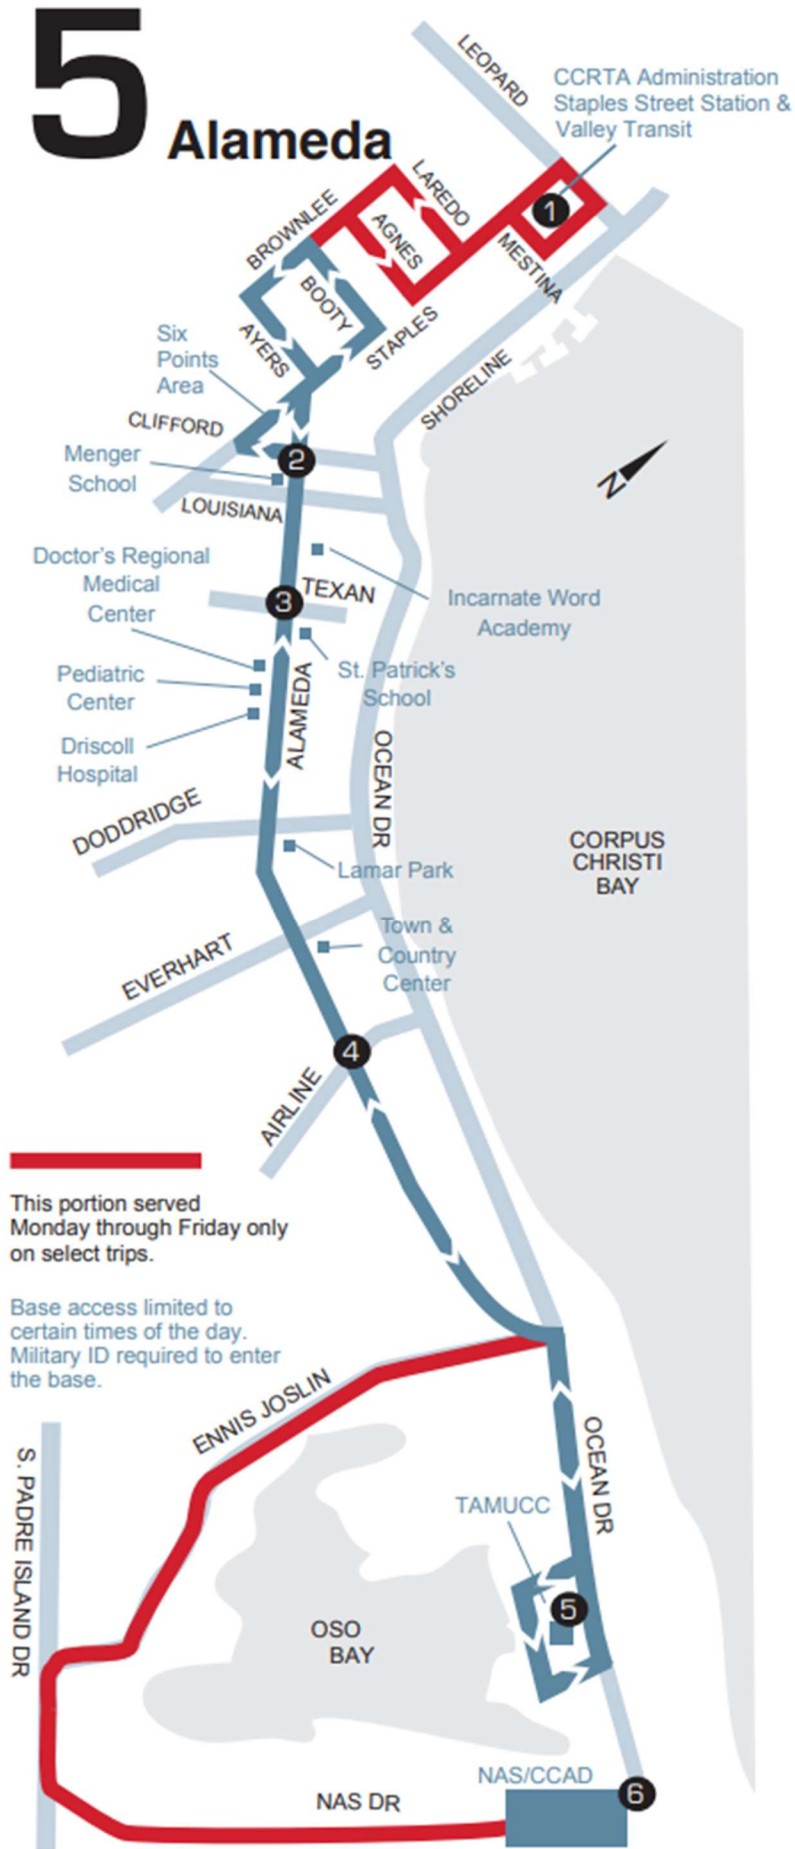 5
Alameda
LEOPARD
CCRTA Administration
Staples Street Station &
Valley Transit
1
LAREDO
BROWNLEE
AGNES
MESTINA
BOOTY
AYERS
STAPLES
SHORELINE
Six
Points
Area
CLIFFORD
N
2
Menger
School
LOUISIANA
Doctor's Regional
Medical
Center
3
TEXAN
Incarnate Word
Academy
Pediatric
Center
St. Patrick's
School
ALAMEDA
Driscoll
Hospital
OCEAN DR
DODDRIDGE
CORPUS
CHRISTI
BAY
Lamar Park
Town &
Country
Center
EVERHART
4
AIRLINE
This portion served
Monday through Friday only
on select trips.
Base access limited to
certain times of the day.
Military ID required to enter
the base.
ENNIS JOSLIN
S. PADRE ISLAND DR
OCEAN DR
TAMUCC
5
OSO
BAY
NAS/CCAD
6
NAS DR